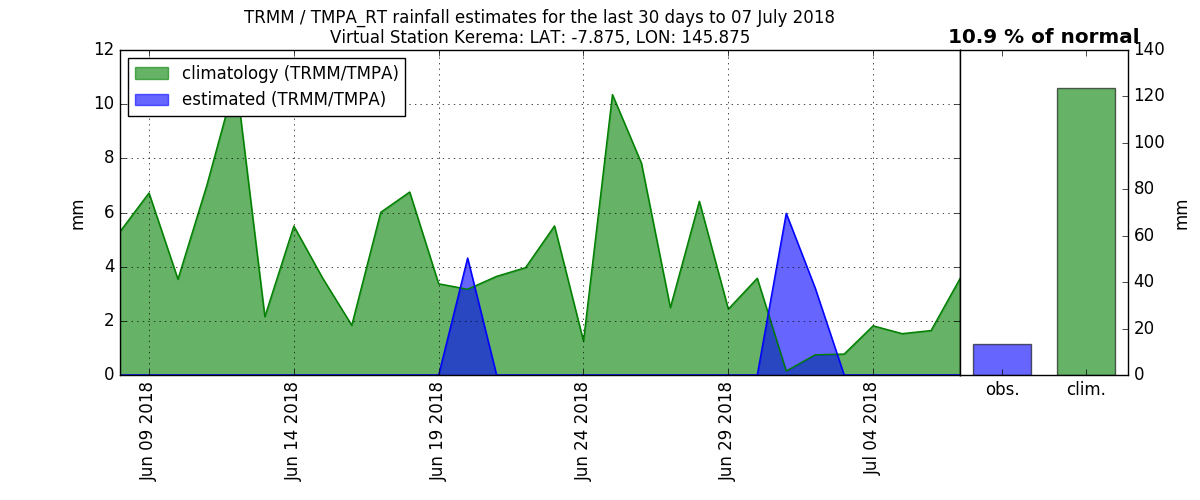 TRMM / TMPA_RT rainfall estimates for the last 30 days to 07 July 2018
Virtual Station Kerema: LAT: -7.875, LON: 145.875
10.9 % of normal
climatology (TRMM/TMPA)
estimated (TRMM/TMPA)
mm
12
10
8
6
4
2
0
Jun 09 2018
Jun 14 2018
Jun 19 2018
Jun 24 2018
Jun 29 2018
Jul 04 2018
obs.
clim.
140
120
100
80
60
40
20
0
mm